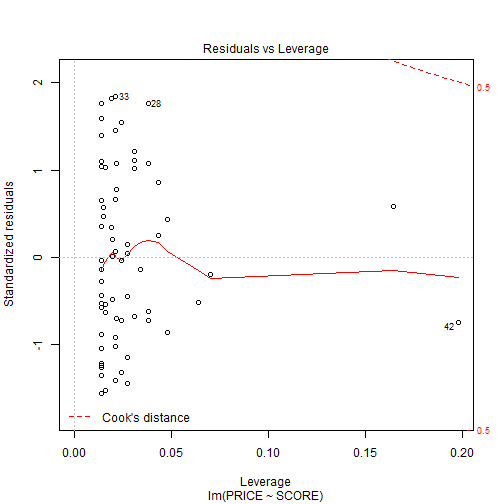 Residuals vs Leverage
Standardized residuals
2
1
0
-1
33
28
42
0.5
0.5
Cook's distance
0.00
0.05
0.10
0.15
0.20
Leverage
lm(PRICE ~ SCORE)